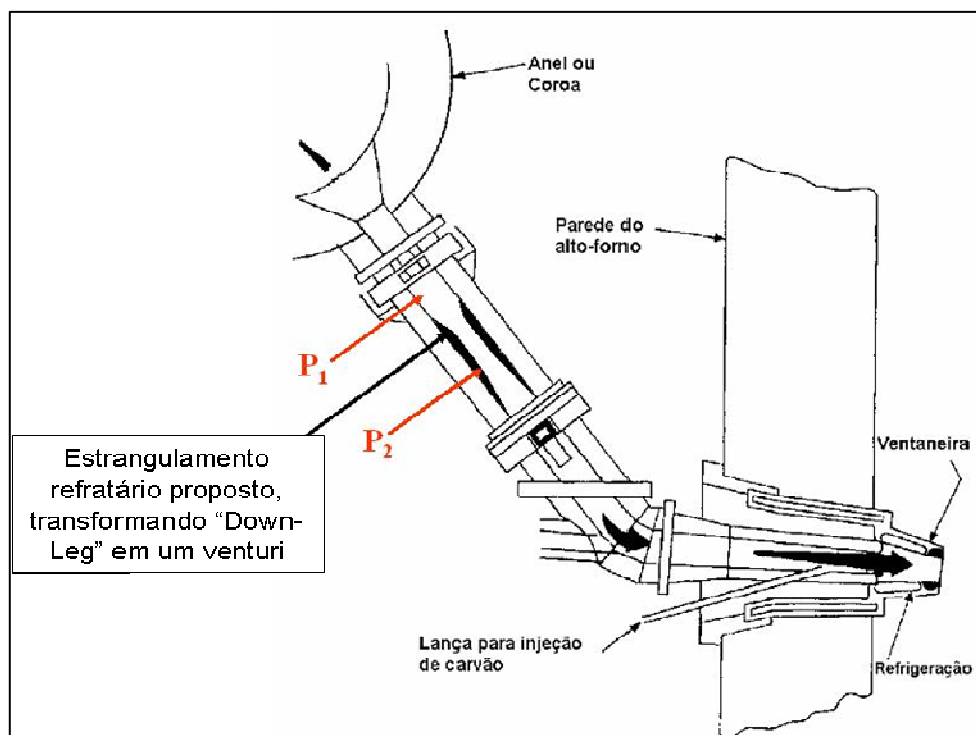 Anel ou
Coroa
Parede do
alto-forno
P1
P2
Estrangulamento
refratário proposto,
transformando “Down-
Leg” em um venturi
Ventaneira
Lança para injeção
de carvão
Refrigeração